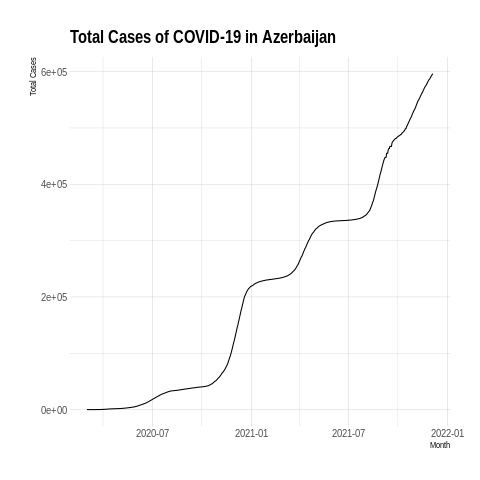 Total Cases of COVID-19 in Azerbaijan
Total Cases
6e+05
4e+05
2e+05
0e+00
2020-07
2021-01
2021-07
2022-01
Month